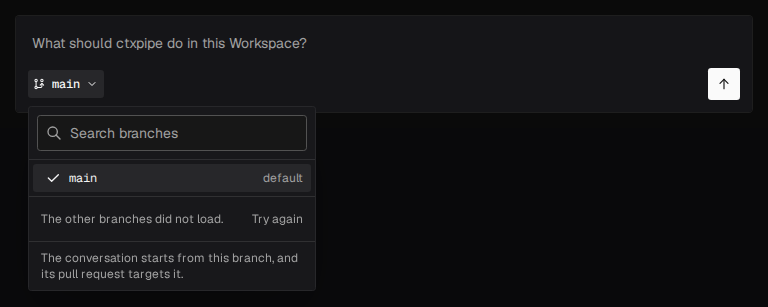 What should ctxpipe do in this Workspace?
main
Search branches
main default
The other branches did not load. Try again
The conversation starts from this branch, and
its pull request targets it.